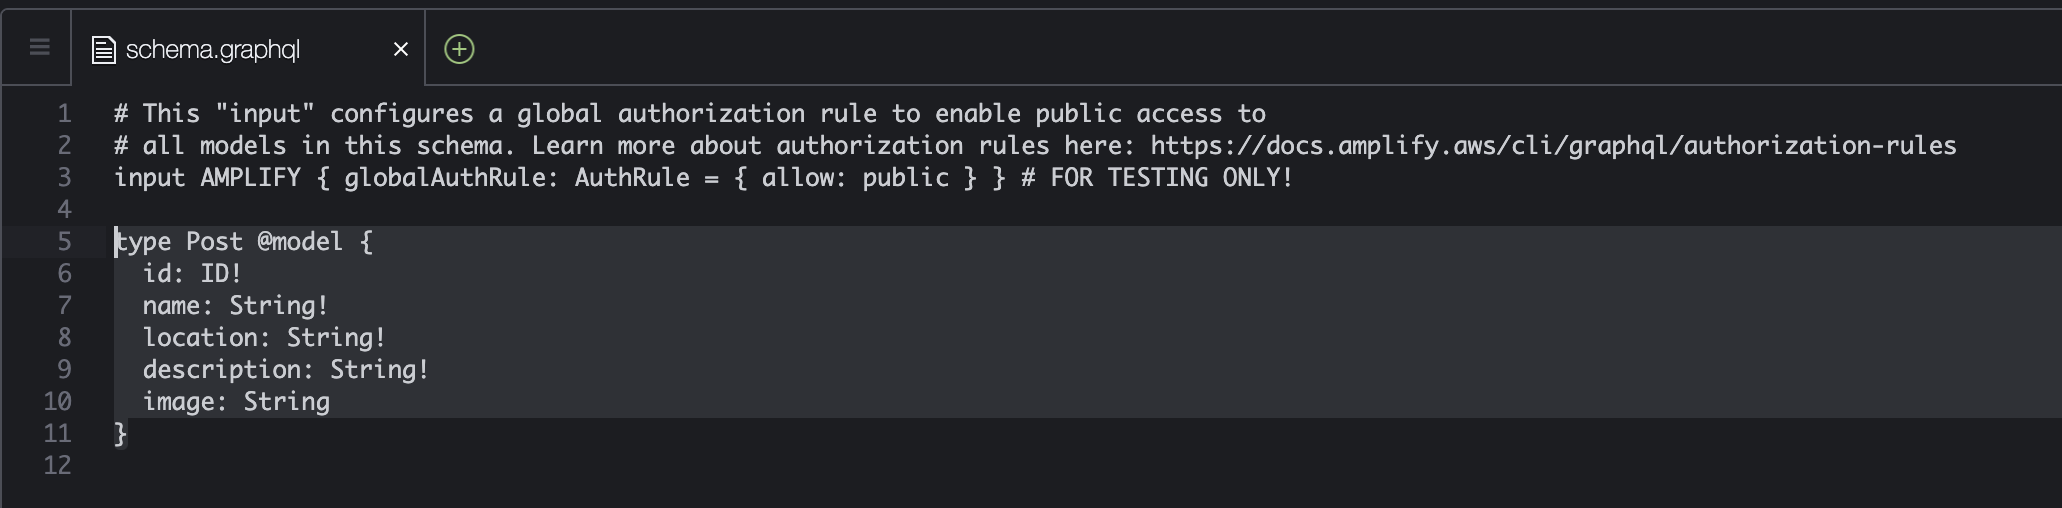 schema.graphql
1 # This "input" configures a global authorization rule to enable public access to
2 # all models in this schema. Learn more about authorization rules here: https://docs.amplify.aws/cli/graphql/authorization-rules
3 input AMPLIFY { globalAuthRule: AuthRule = { allow: public } } # FOR TESTING ONLY!
4
5 type Post @model {
6   id: ID!
7   name: String!
8   location: String!
9   description: String!
10   image: String
11 }
12